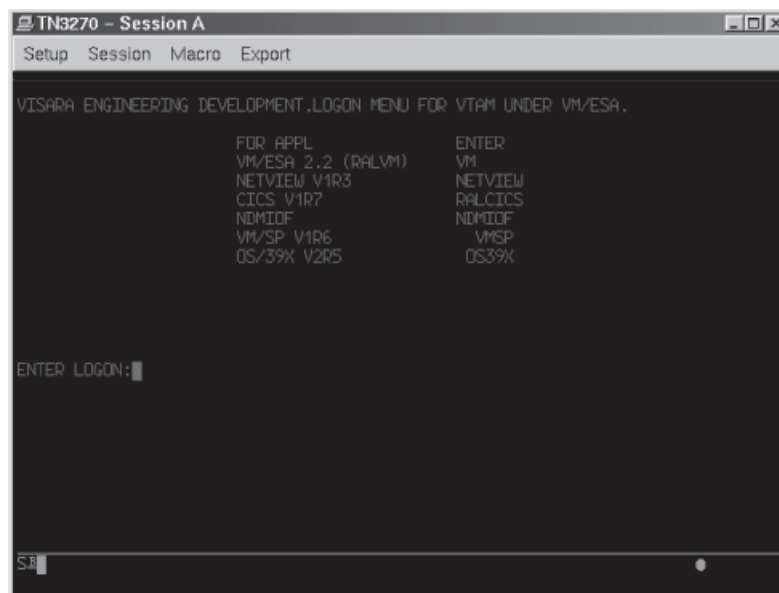 TN3270 – Session A
Setup Session Macro Export
VISARA ENGINEERING DEVELOPMENT.LOGON MENU FOR VTAM UNDER VM/ESA.
FOR APPL ENTER
VM/ESA 2.2 (RALVM) VM
NETVIEW V1R3 NETVIEW
CICS V1R7 RALCICS
NDMIOF NDMIOF
VM/SP V1R6 VMSP
OS/39X V2R5 OS39X
ENTER LOGON: